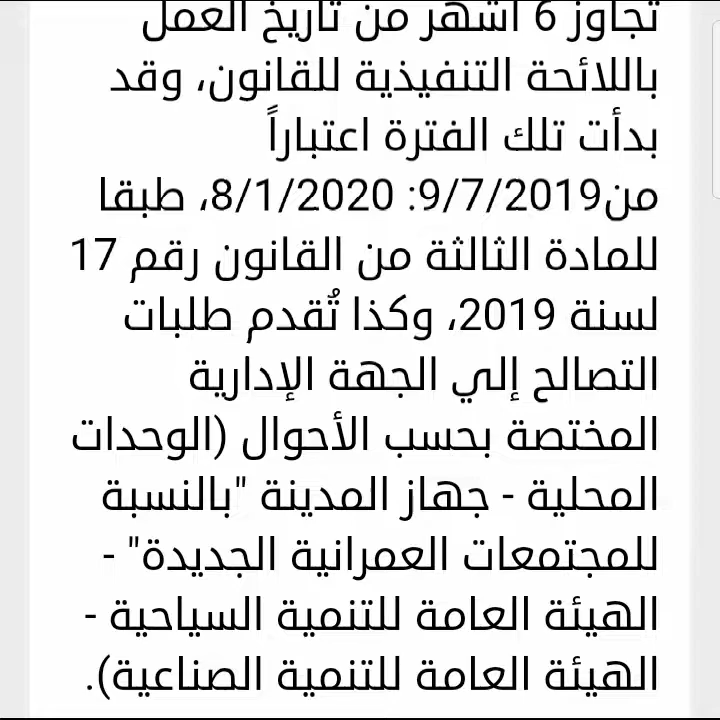 تجاوز 6 أشهر من تاريخ العمل
باللائحة التنفيذية للقانون، وقد
بدأت تلك الفترة اعتباراً
من9/7/2019: 8/1/2020، طبقا
للمادة الثالثة من القانون رقم 17
لسنة 2019، وكذا تُقدم طلبات
التصالح إلي الجهة الإدارية
المختصة بحسب الأحوال (الوحدات
المحلية - جهاز المدينة "بالنسبة
للمجتمعات العمرانية الجديدة" -
الهيئة العامة للتنمية السياحية -
الهيئة العامة للتنمية الصناعية).